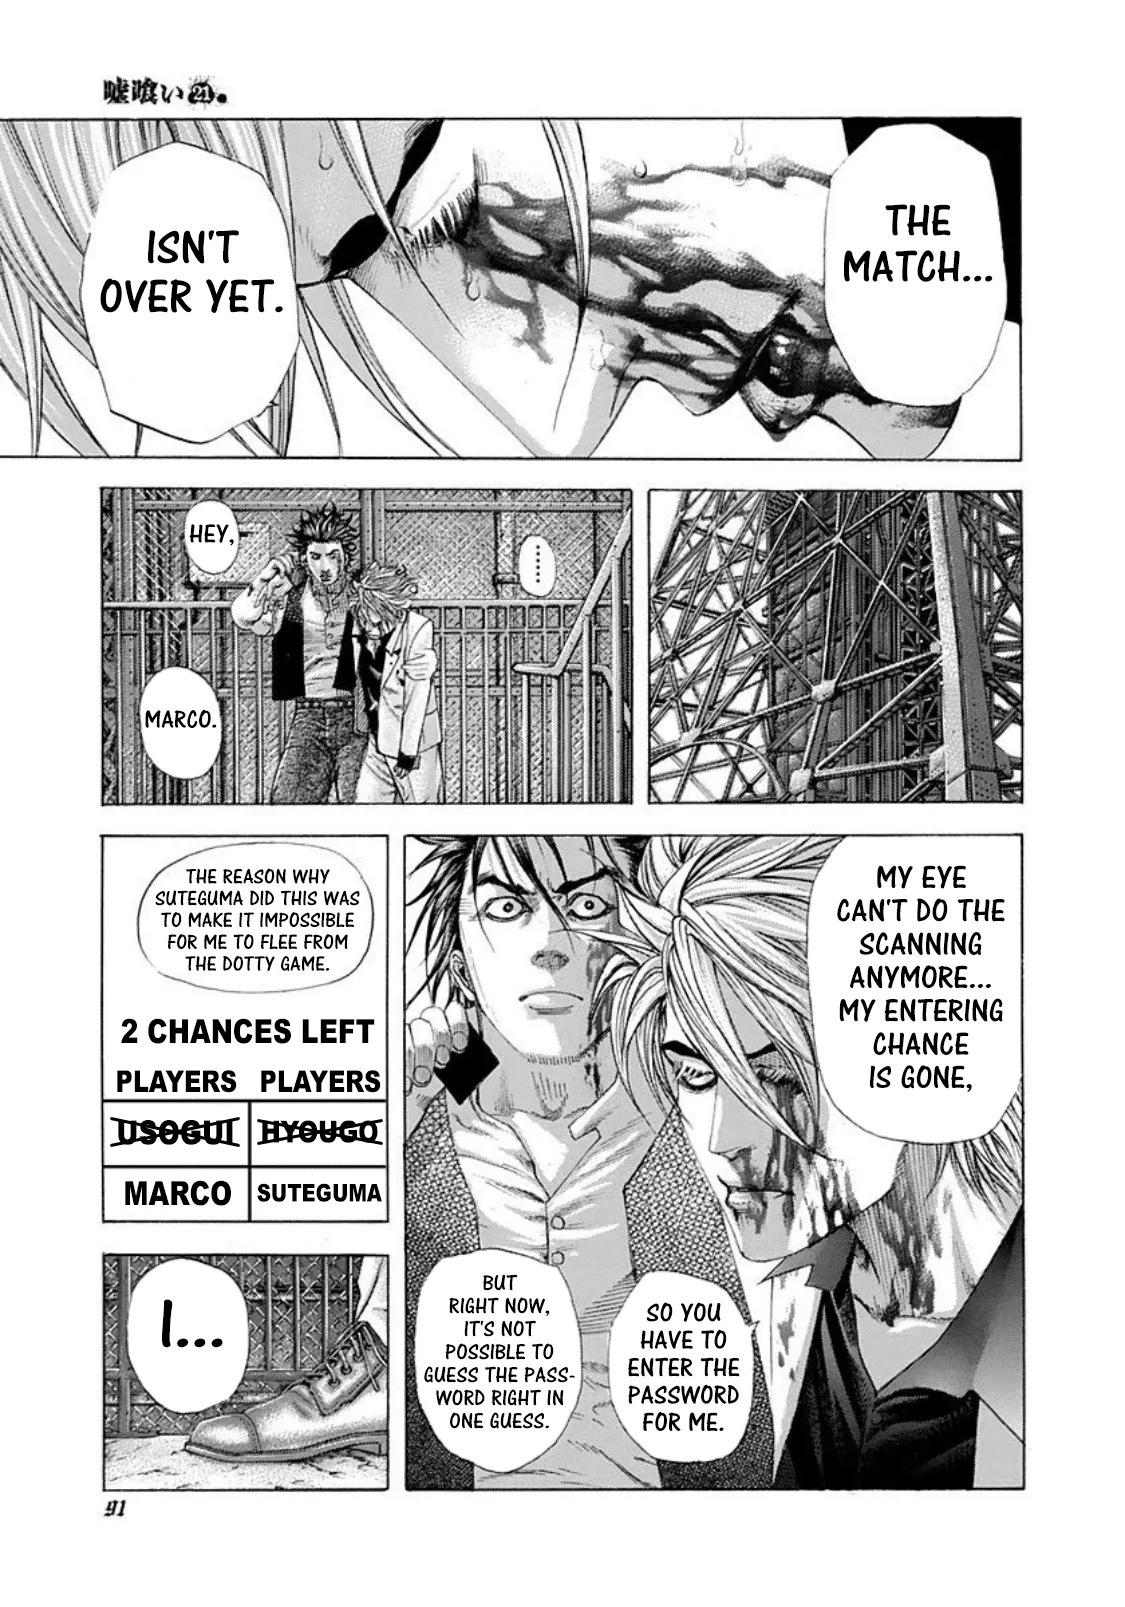 嘘喰い 24.
THE
MATCH...
ISN'T
OVER YET.
HEY,
MARCO.
……
MY EYE
CAN'T DO THE
SCANNING
ANYMORE...
MY ENTERING
CHANCE
IS GONE,
SO YOU
HAVE TO
ENTER THE
PASSWORD
FOR ME.
BUT
RIGHT NOW,
IT'S NOT
POSSIBLE TO
GUESS THE PASS-
WORD RIGHT IN
ONE GUESS.
THE REASON WHY
SUTEGUMA DID THIS WAS
TO MAKE IT IMPOSSIBLE
FOR ME TO FLEE FROM
THE DOTTY GAME.
2 CHANCES LEFT
PLAYERS PLAYERS
USOGUI HYOUGO
MARCO SUTEGUMA
I...
91